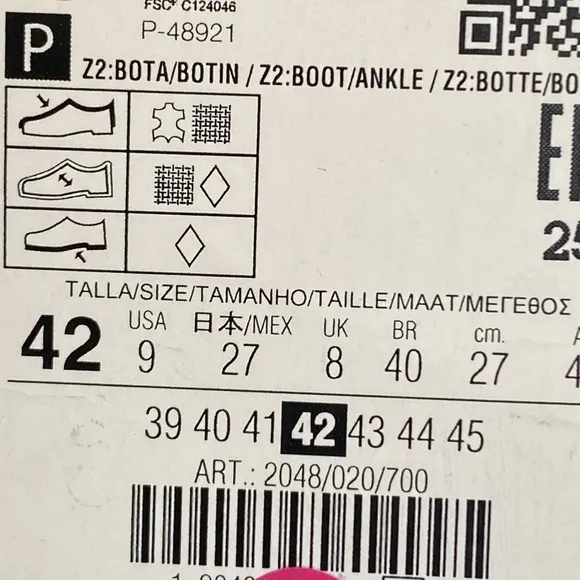 FSC® C124046
P-48921
P
Z2:BOTA/BOTIN / Z2:BOOT/ANKLE / Z2:BOTTE/BO
TALLA/SIZE/TAMANHO/TAILLE/MAAT/ΜΕΓΕΘΟΣ
42 USA 日本/MEX UK BR cm.
9 27 8 40 27 4
39 40 41 42 43 44 45
ART.: 2048/020/700